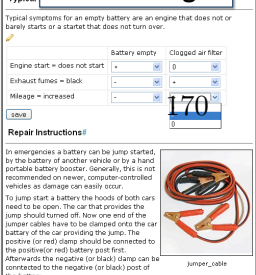 Typical symptoms for an empty battery are an engine that does not or
barely starts or a startet that does not turn over.
Battery empty Clogged air filter
Engine start = does not start + 0
Exhaust fumes = black - +
Mileage = increased -
170
0
save
Repair Instructions#
In emergencies a battery can be jump started,
by the battery of another vehicle or by a hand
portable battery booster. Generally, this is not
recommended on newer, computer-controlled
vehicles as damage can easily occur.
To jump start a battery the hoods of both cars
need to be open. The car that provides the
jump should turned off. Now one end of the
jumper cables have to be clamped onto the car
battary of the car providing the jump. The
positive (or red) clamp should be connected to
the positive(or red) battery post first.
Afterwards the negative (or black) clamp can be
conntected to the negative (or black) post of
jumper_cable